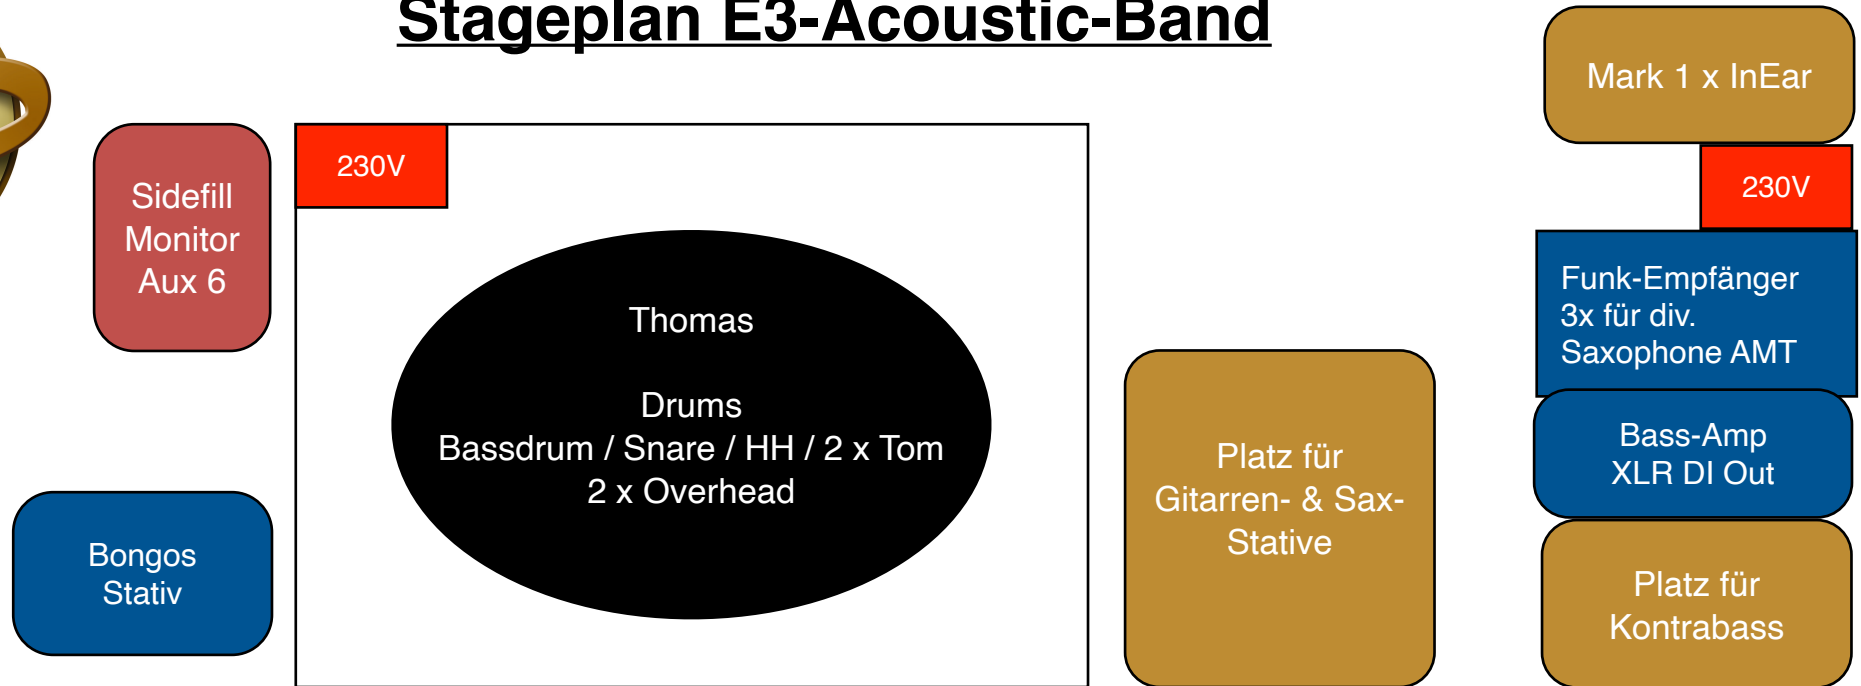 Stageplan E3-Acoustic-Band
Mark 1 x InEar
230V
Sidefill
Monitor
Aux 6
230V
Funk-Empfänger
3x für div.
Saxophone AMT
Thomas
Drums
Bassdrum / Snare / HH / 2 x Tom
2 x Overhead
Platz für
Gitarren- & Sax-
Stative
Bass-Amp
XLR DI Out
Bongos
Stativ
Platz für
Kontrabass